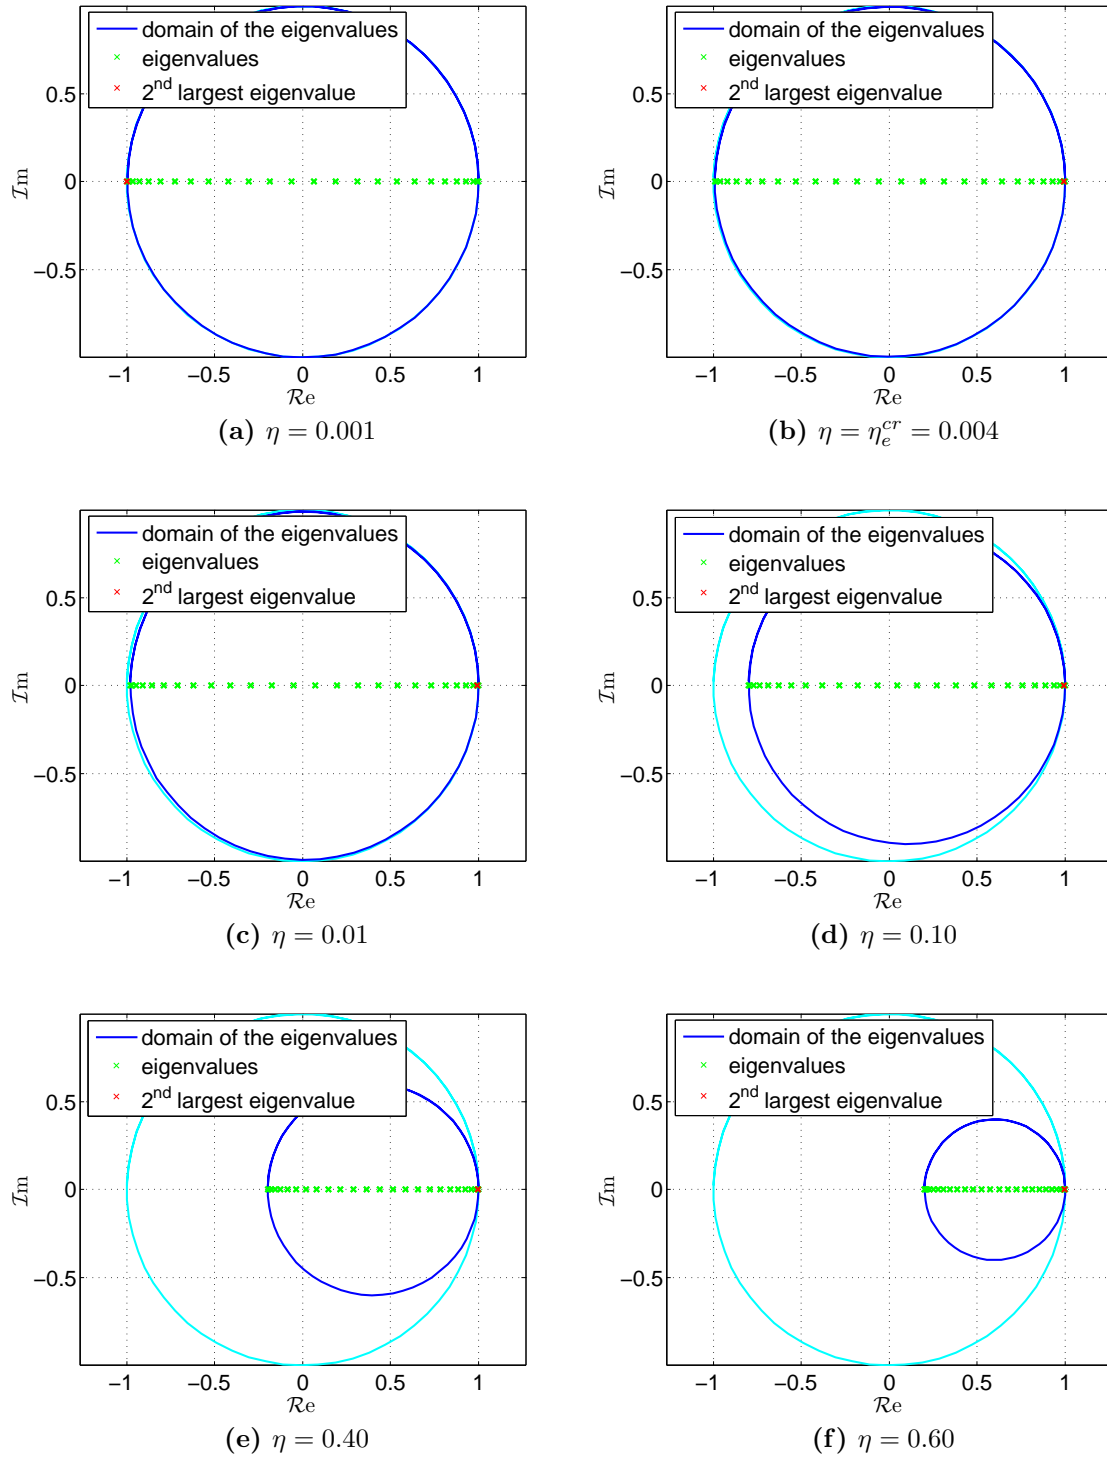 domain of the eigenvalues
eigenvalues
2nd largest eigenvalue
0.5
0
−0.5
−1 −0.5 0 0.5 1
Im
Re
(a) η = 0.001
domain of the eigenvalues
eigenvalues
2nd largest eigenvalue
0.5
0
−0.5
−1 −0.5 0 0.5 1
Im
Re
(b) η = η_e^{cr} = 0.004
domain of the eigenvalues
eigenvalues
2nd largest eigenvalue
0.5
0
−0.5
−1 −0.5 0 0.5 1
Im
Re
(c) η = 0.01
domain of the eigenvalues
eigenvalues
2nd largest eigenvalue
0.5
0
−0.5
−1 −0.5 0 0.5 1
Im
Re
(d) η = 0.10
domain of the eigenvalues
eigenvalues
2nd largest eigenvalue
0.5
0
−0.5
−1 −0.5 0 0.5 1
Im
Re
(e) η = 0.40
domain of the eigenvalues
eigenvalues
2nd largest eigenvalue
0.5
0
−0.5
−1 −0.5 0 0.5 1
Im
Re
(f) η = 0.60